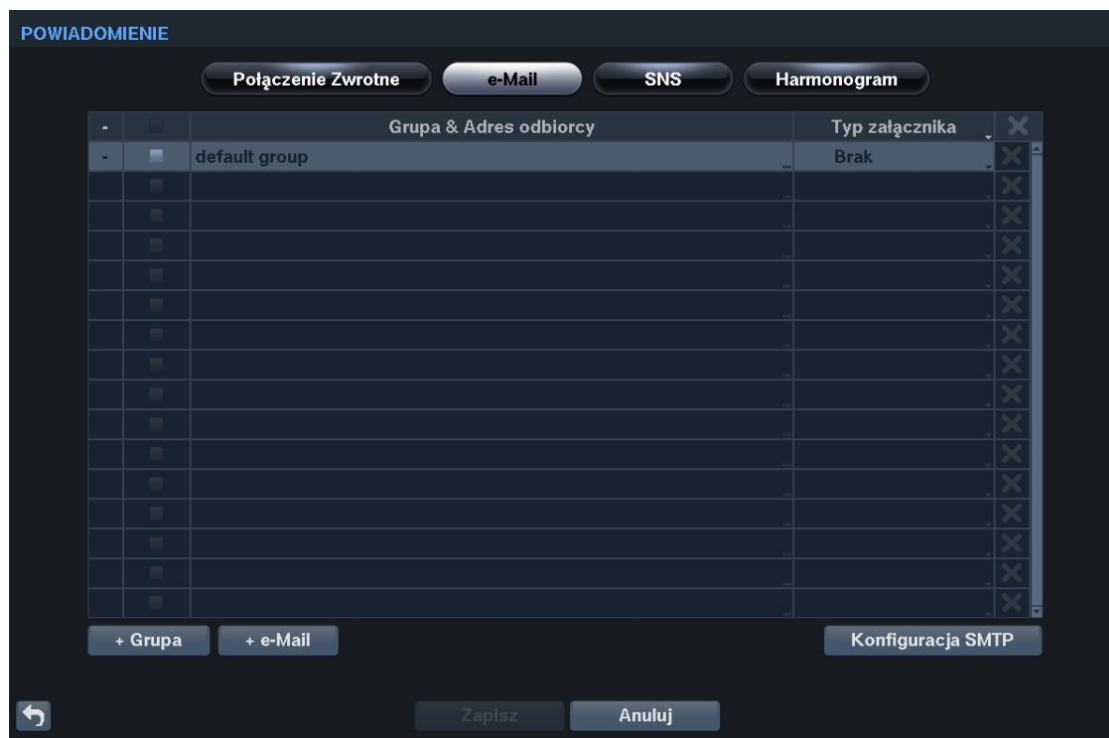 POWIADOMIENIE
Połączenie Zwrotne e-Mail SNS Harmonogram
- Grupa & Adres odbiorcy Typ załącznika
- default group Brak
+ Grupa + e-Mail Konfiguracja SMTP
Zapisz Anuluj